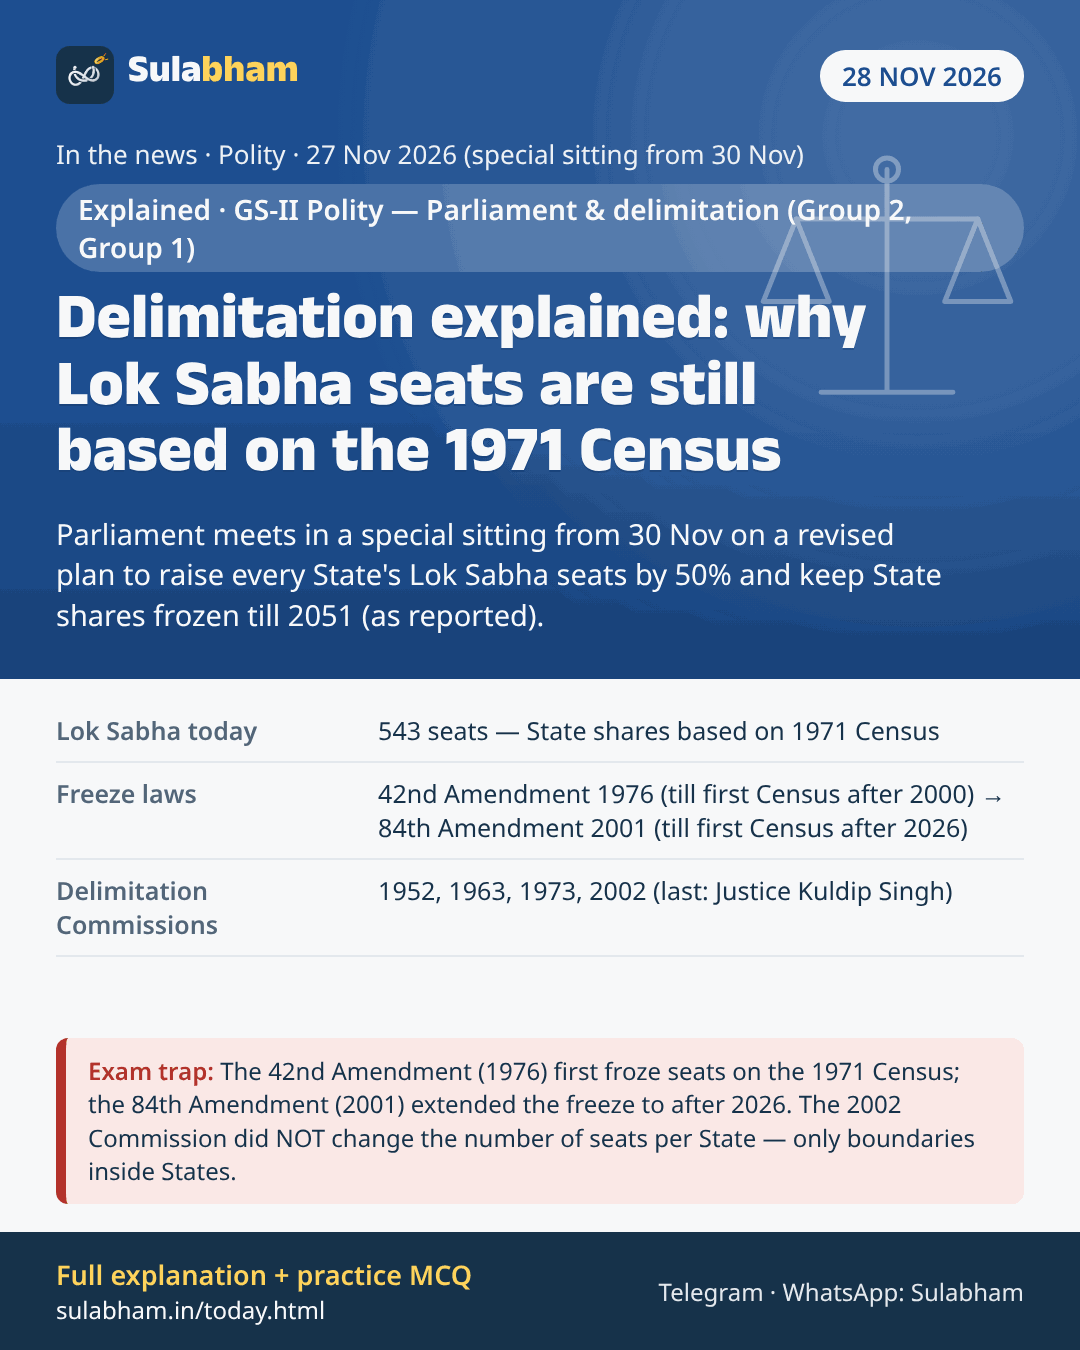 Sulabham
28 NOV 2026
In the news · Polity · 27 Nov 2026 (special sitting from 30 Nov)
Explained · GS-II Polity — Parliament & delimitation (Group 2,
Group 1)
Delimitation explained: why
Lok Sabha seats are still
based on the 1971 Census
Parliament meets in a special sitting from 30 Nov on a revised
plan to raise every State's Lok Sabha seats by 50% and keep State
shares frozen till 2051 (as reported).
Lok Sabha today
543 seats — State shares based on 1971 Census
Freeze laws
42nd Amendment 1976 (till first Census after 2000) →
84th Amendment 2001 (till first Census after 2026)
Delimitation
Commissions
1952, 1963, 1973, 2002 (last: Justice Kuldip Singh)
Exam trap: The 42nd Amendment (1976) first froze seats on the 1971 Census;
the 84th Amendment (2001) extended the freeze to after 2026. The 2002
Commission did NOT change the number of seats per State — only boundaries
inside States.
Full explanation + practice MCQ
sulabham.in/today.html
Telegram · WhatsApp: Sulabham